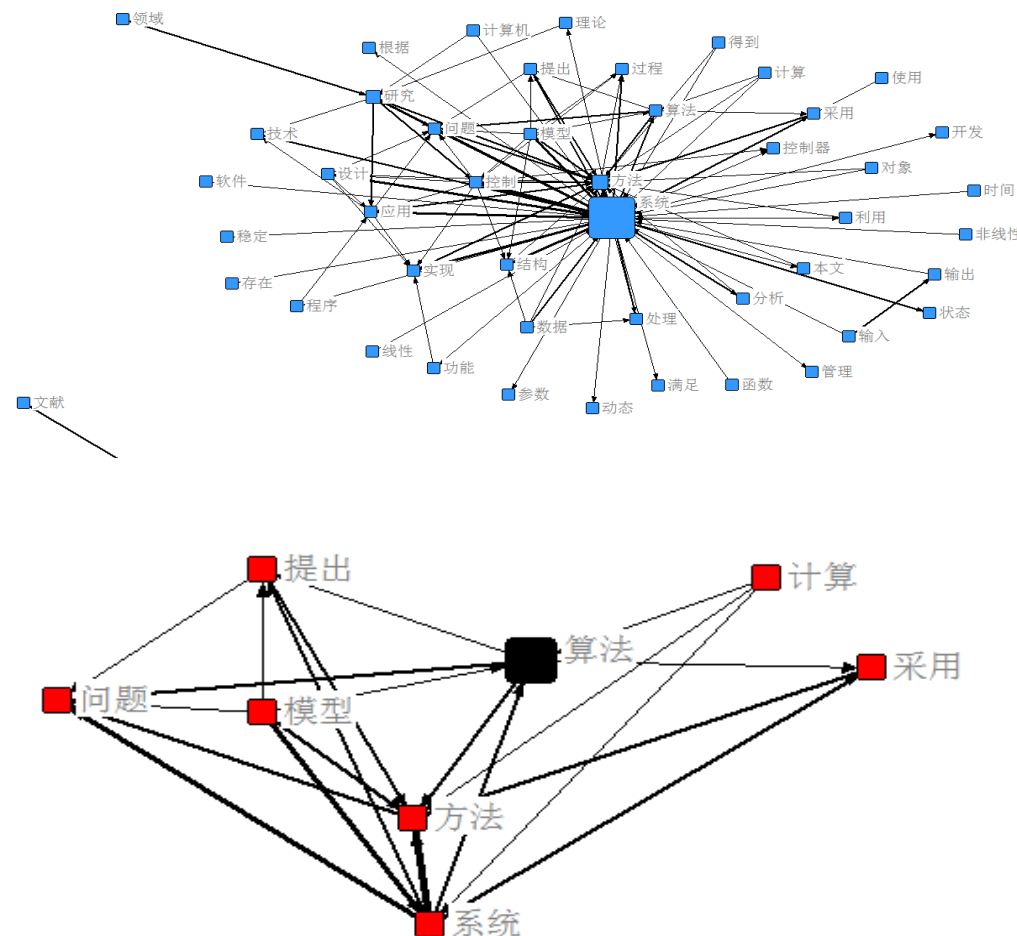 领域
计算机
理论
根据
得到
提出
过程
计算
使用
研究
算法
采用
技术
问题
模型
开发
控制器
设计
控制
方法
对象
软件
时间
应用
系统
利用
稳定
非线性
实现
结构
本文
输出
存在
分析
程序
数据
处理
状态
输入
线性
功能
管理
参数
满足
函数
文献
动态
提出
计算
算法
采用
问题
模型
方法
系统